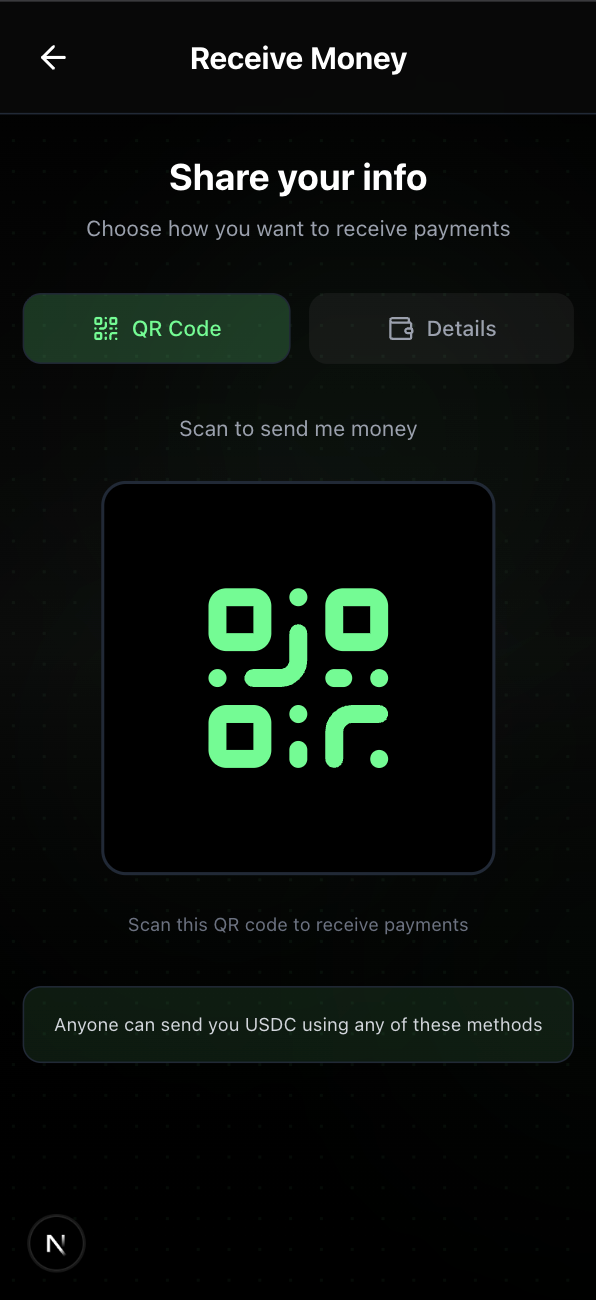 Receive Money
Share your info
Choose how you want to receive payments
QR Code
Details
Scan to send me money
Scan this QR code to receive payments
Anyone can send you USDC using any of these methods
N